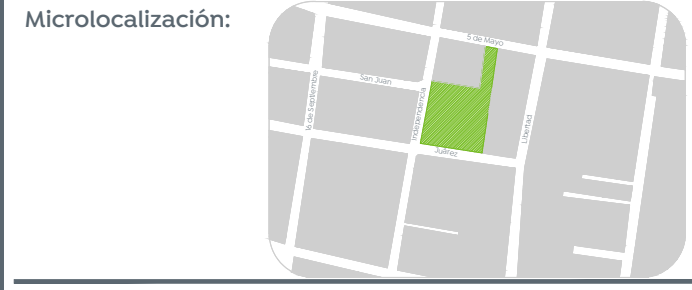 Microlocalización:
5 de Mayo
San Juan
16 de Septiembre
Independencia
Libertad
Juárez